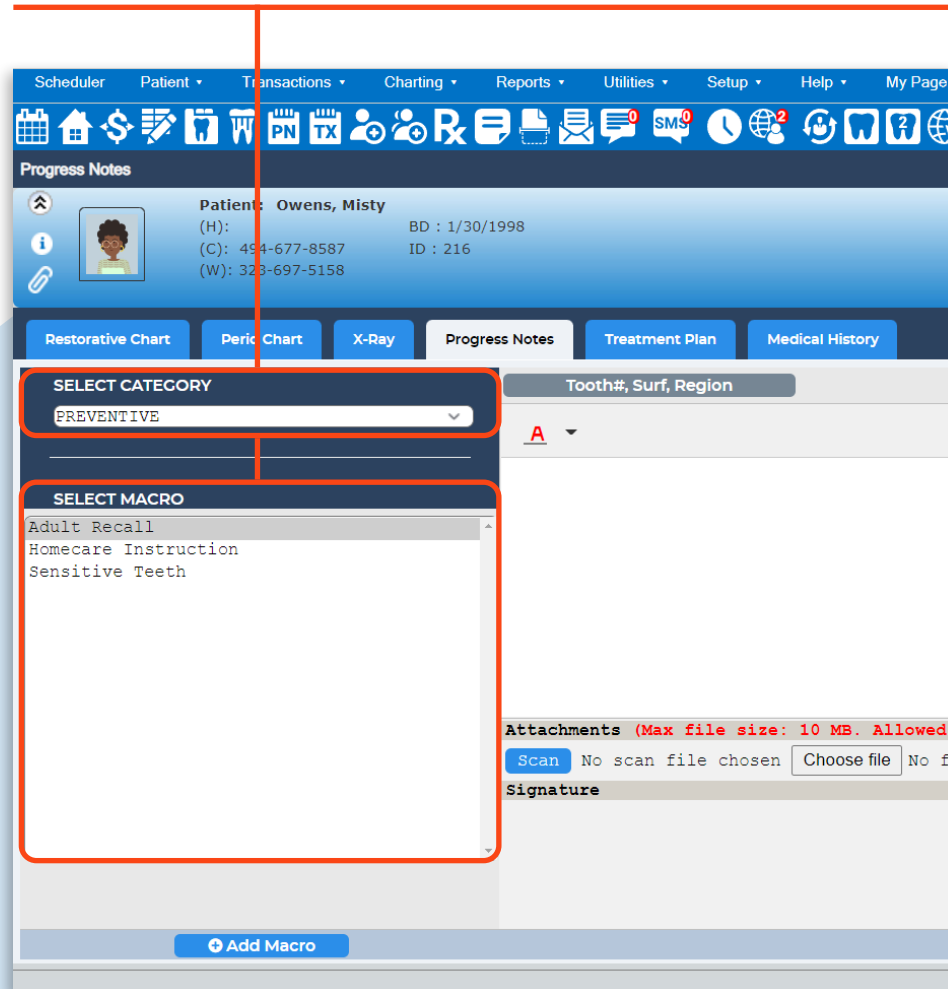 Scheduler Patient Transactions Charting Reports Utilities Setup Help My Page
PN TX 0 SMS 0 2 2
Progress Notes
Patient: Owens, Misty
(H): BD : 1/30/1998
(C): 494-677-8587 ID : 216
(W): 323-697-5158
Restorative Chart Perio Chart X-Ray Progress Notes Treatment Plan Medical History
SELECT CATEGORY
PREVENTIVE
Tooth#, Surf, Region
A
SELECT MACRO
Adult Recall
Homecare Instruction
Sensitive Teeth
Attachments (Max file size: 10 MB. Allowed
Scan No scan file chosen Choose file No f
Signature
Add Macro